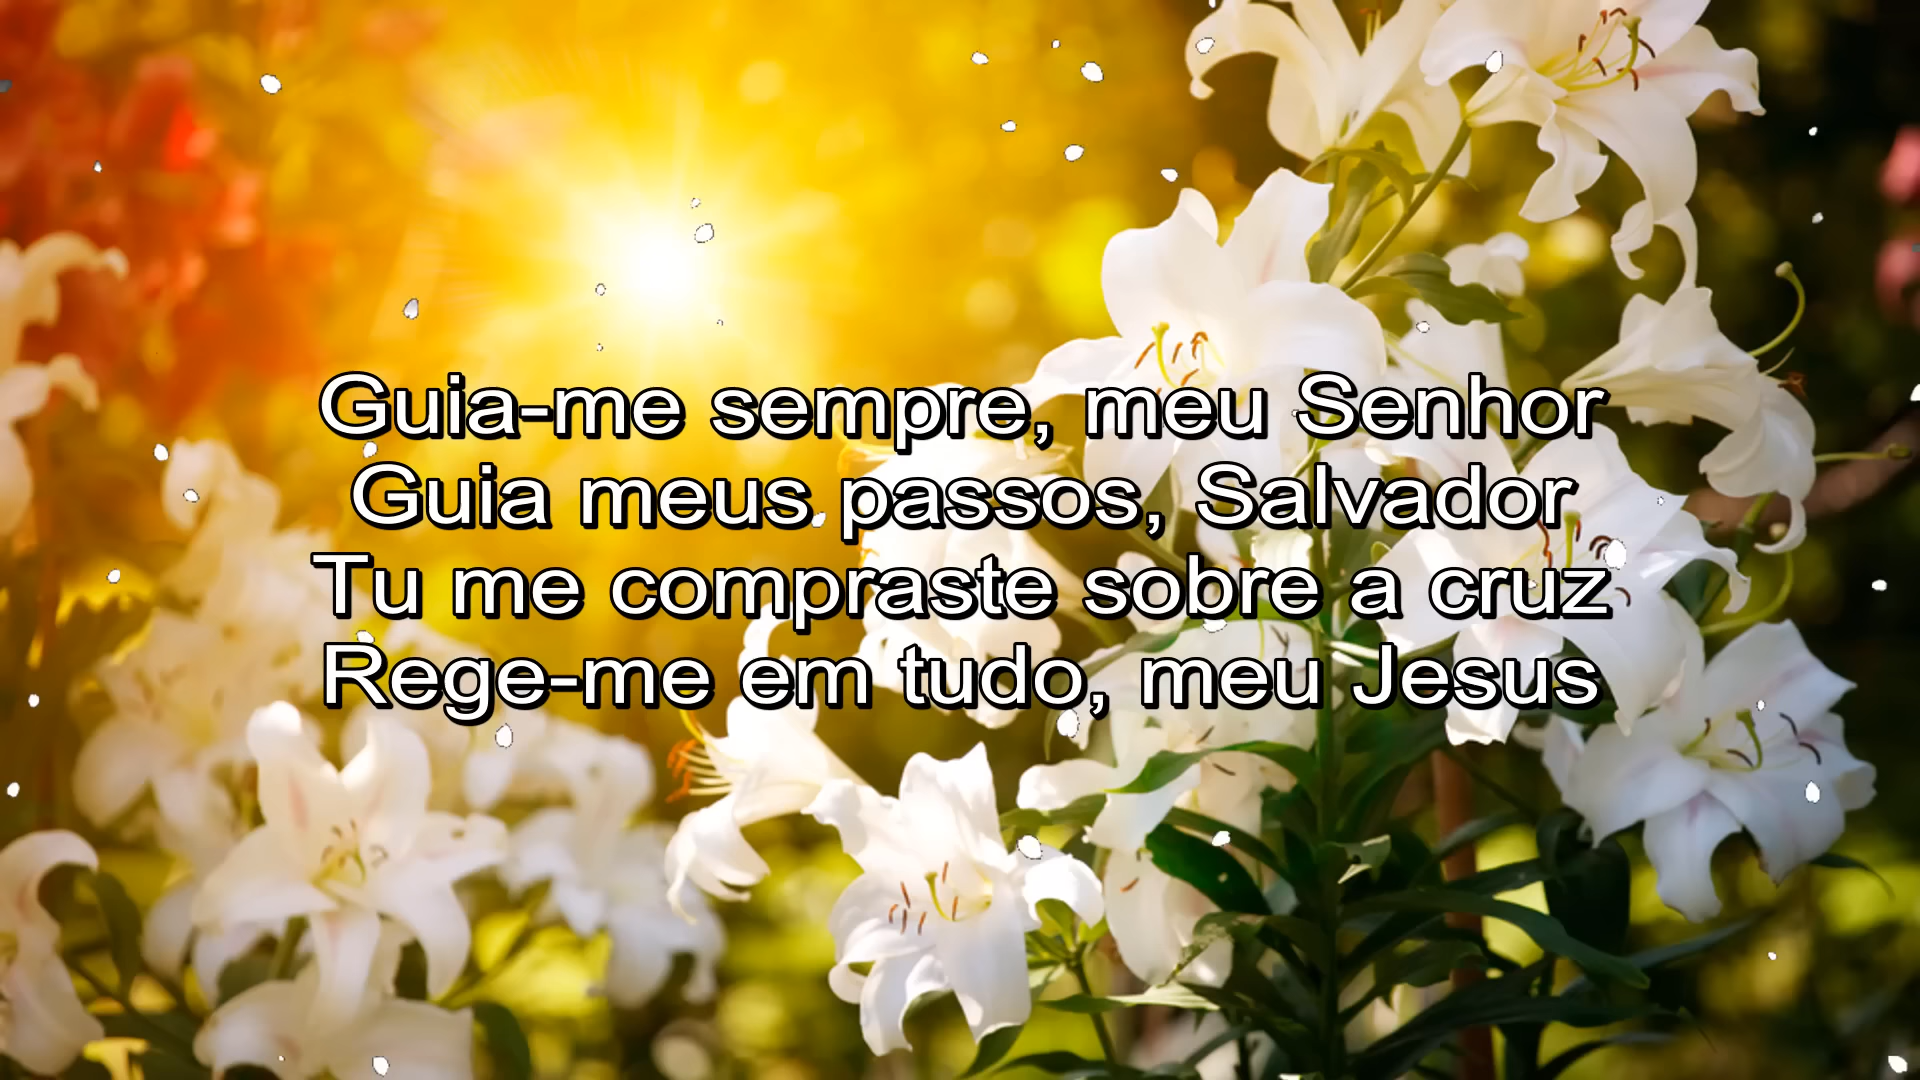 Guia-me sempre, meu Senhor
Guia meus passos, Salvador
Tu me compraste sobre a cruz
Rege-me em tudo, meu Jesus